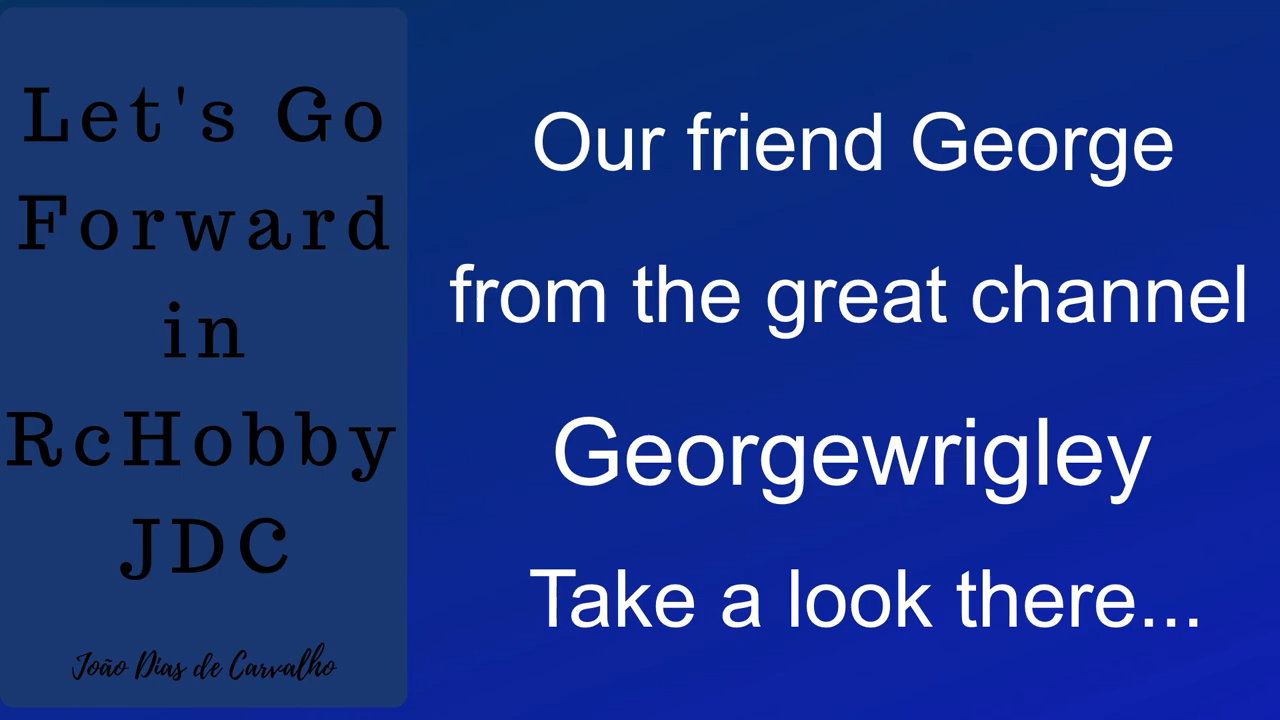 Let's Go
Forward
in
RcHobby
JDC
João Dias de Carvalho
Our friend George
from the great channel
Georgewrigley
Take a look there...